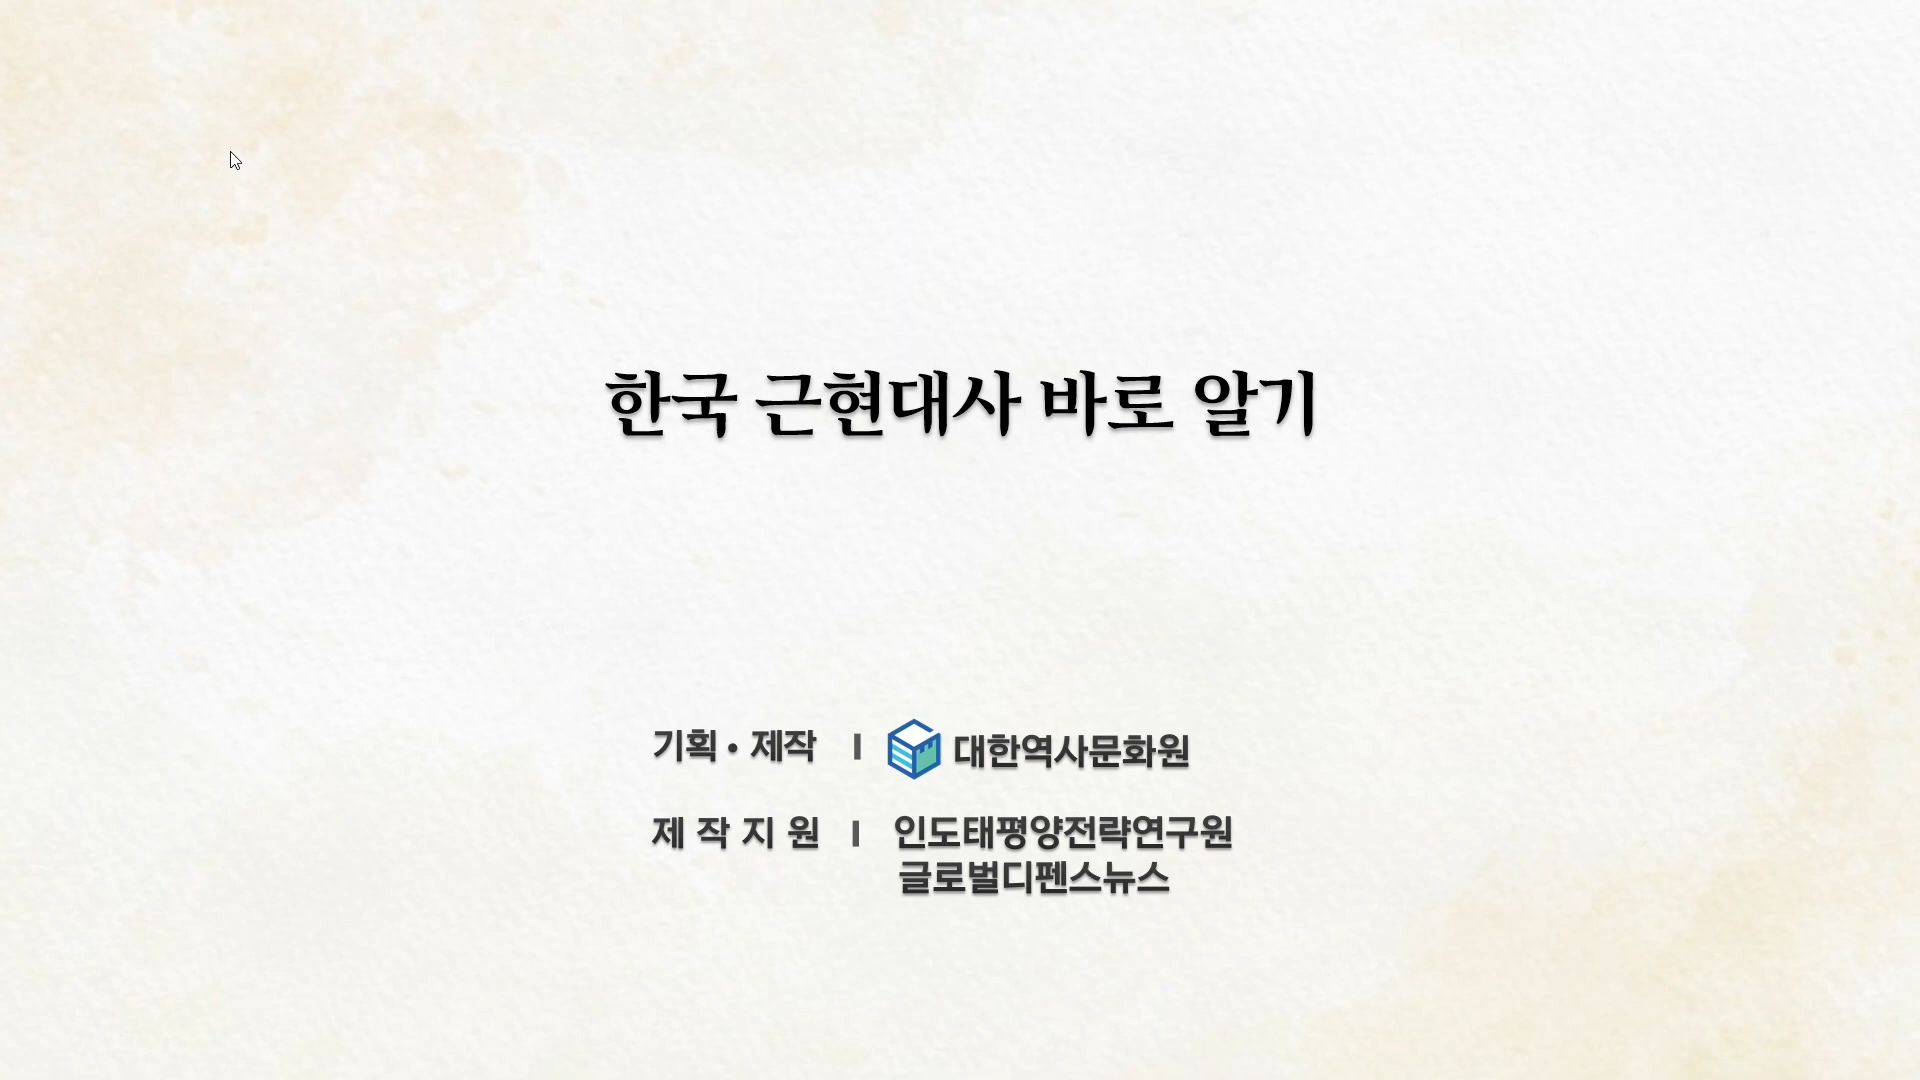 한국 근현대사 바로 알기
기획 • 제작 | 대한역사문화원
제 작 지 원 | 인도태평양전략연구원
글로벌디펜스뉴스